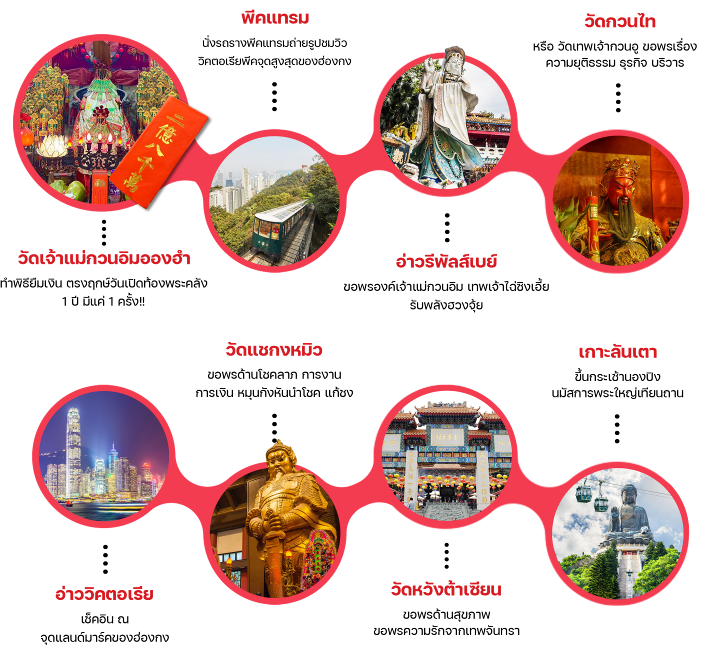 พีคแทรม
นั่งรถรางพีคแทรมถ่ายรูปชมวิว
วิคตอเรียพีคจุดสูงสุดของฮ่องกง
วัดกวนไท
หรือ วัดเทพเจ้ากวนอู ขอพรเรื่อง
ความยุติธรรม ธุรกิจ บริวาร
億八千萬
วัดเจ้าแม่กวนอิมฮองฮำ
ทำพิธียืมเงิน ตรงฤกษ์วันเปิดท้องพระคลัง
1 ปี มีแค่ 1 ครั้ง!!
อ่าวรีพัลส์เบย์
ขอพรองค์เจ้าแม่กวนอิม เทพเจ้าไฉ่ซิงเอี้ย
รับพลังฮวงจุ้ย
วัดแชกงหมิว
ขอพรด้านโชคลาภ การงาน
การเงิน หมุนกังหันนำโชค แก้ชง
เกาะลันเตา
ขึ้นกระเช้านองปิง
นมัสการพระใหญ่เทียนถาน
อ่าววิคตอเรีย
เช็คอิน ณ
จุดแลนด์มาร์คของฮ่องกง
วัดหวังต้าเซียน
ขอพรด้านสุขภาพ
ขอพรความรักจากเทพจันทรา